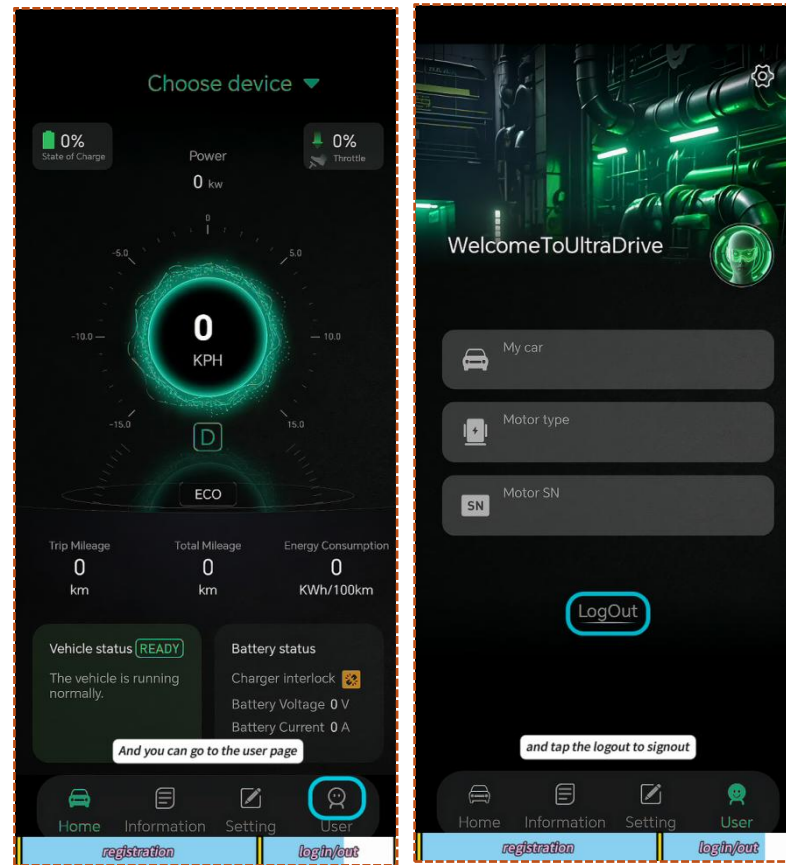 Choose device
0%
State of Charge
0%
Throttle
Power
0 kw
0
-5.0
5.0
-10.0
10.0
0
KPH
-15.0
15.0
D
ECO
Trip Mileage
0
km
Total Mileage
0
km
Energy Consumption
0
KWh/100km
Vehicle status READY
The vehicle is running
normally.
Battery status
Charger interlock
Battery Voltage 0 V
Battery Current 0 A
And you can go to the user page
Home
Information
Setting
User
registration
log in/out
WelcomeToUltraDrive
My car
Motor type
SN
Motor SN
LogOut
and tap the logout to signout
Home
Information
Setting
User
registration
log in/out